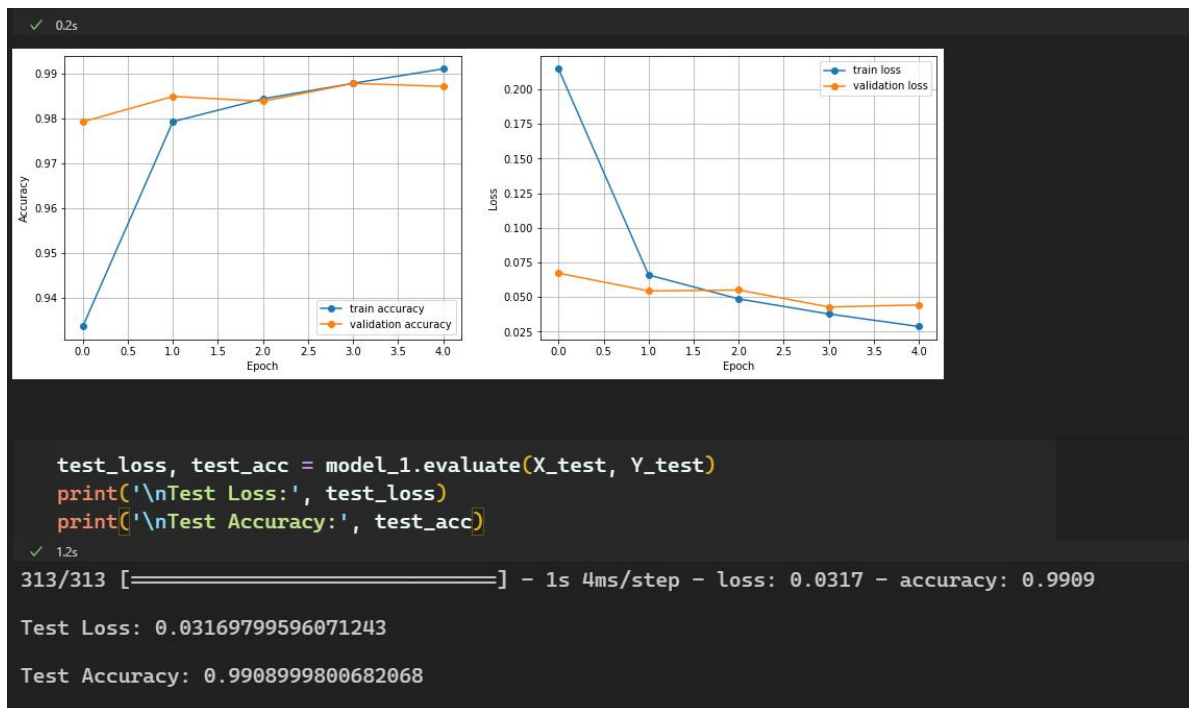 0.2s
0.99
0.98
0.97
0.96
0.95
0.94
Accuracy
train accuracy
validation accuracy
0.0 0.5 1.0 1.5 2.0 2.5 3.0 3.5 4.0
Epoch
0.200
0.175
0.150
0.125
0.100
0.075
0.050
0.025
Loss
train loss
validation loss
0.0 0.5 1.0 1.5 2.0 2.5 3.0 3.5 4.0
Epoch
test_loss, test_acc = model_1.evaluate(X_test, Y_test)
print('\nTest Loss:', test_loss)
print('\nTest Accuracy:', test_acc)
1.2s
313/313 [==============================] - 1s 4ms/step - loss: 0.0317 - accuracy: 0.9909
Test Loss: 0.03169799596071243
Test Accuracy: 0.9908999800682068